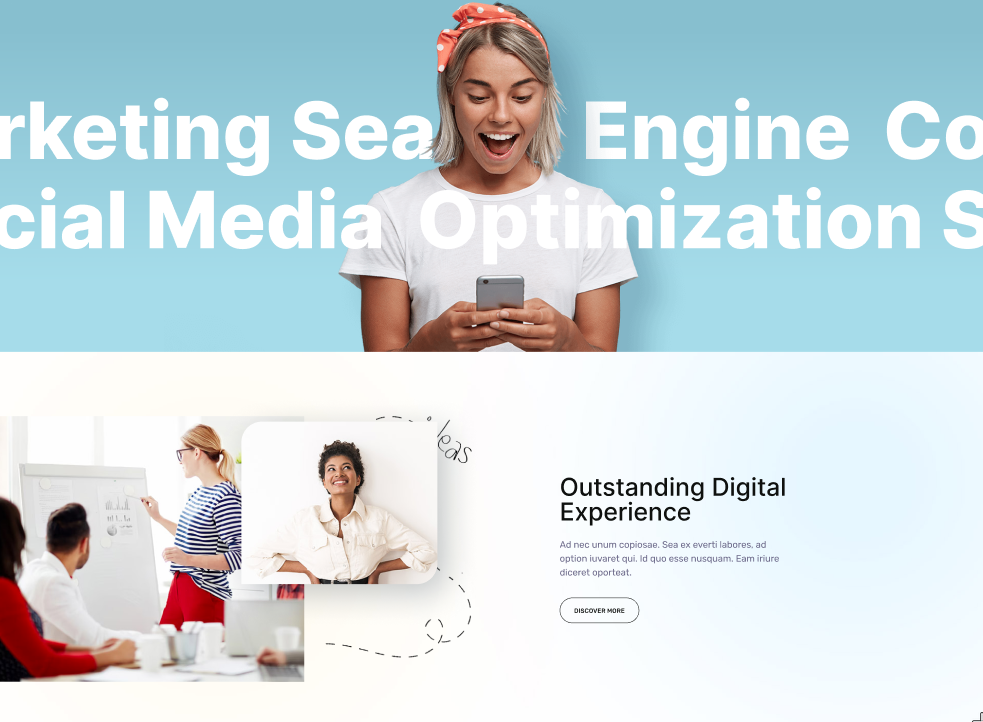 rketing Sea Engine Co
cial Media Optimization S
ideas
Outstanding Digital
Experience
Ad nec unum copiosae. Sea ex everti labores, ad
option iuvaret qui. Id quo esse nusquam. Eam iriure
diceret oporteat.
DISCOVER MORE